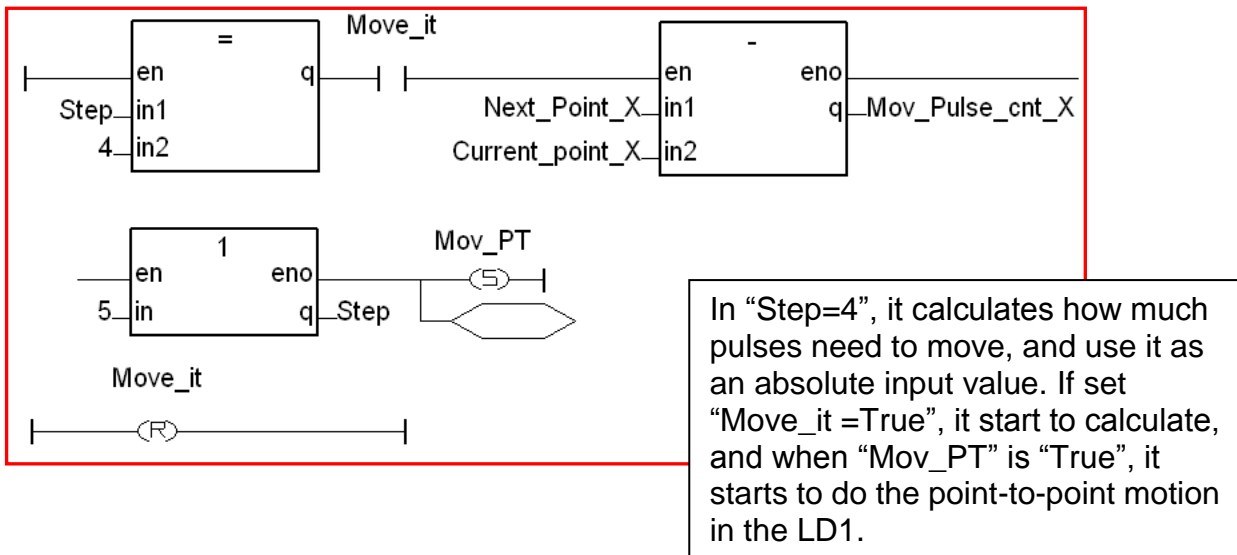 =
Move_it
-
en q
en eno
Step in1
Next_Point_X in1
q Mov_Pulse_cnt_X
4 in2
Current_point_X in2
1
Mov_PT
en eno
S
5 in
q Step
Move_it
R
In “Step=4”, it calculates how much
pulses need to move, and use it as
an absolute input value. If set
“Move_it =True”, it start to calculate,
and when “Mov_PT” is “True”, it
starts to do the point-to-point motion
in the LD1.